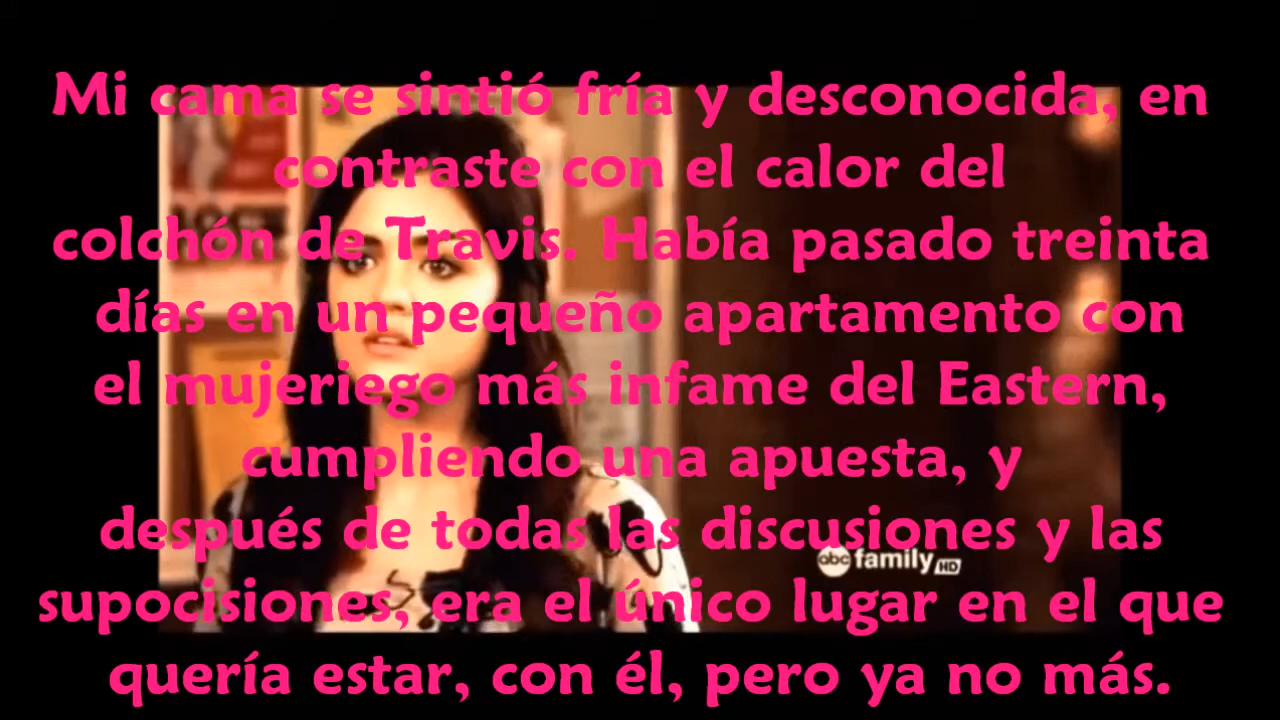 Mi cama se sintió fría y desconocida, en
contraste con el calor del
colchón de Travis. Había pasado treinta
días en un pequeño apartamento con
el mujeriego más infame del Eastern,
cumpliendo una apuesta, y
después de todas las discusiones y las
supocisiones, era el único lugar en el que
quería estar, con él, pero ya no más.
abc family HD